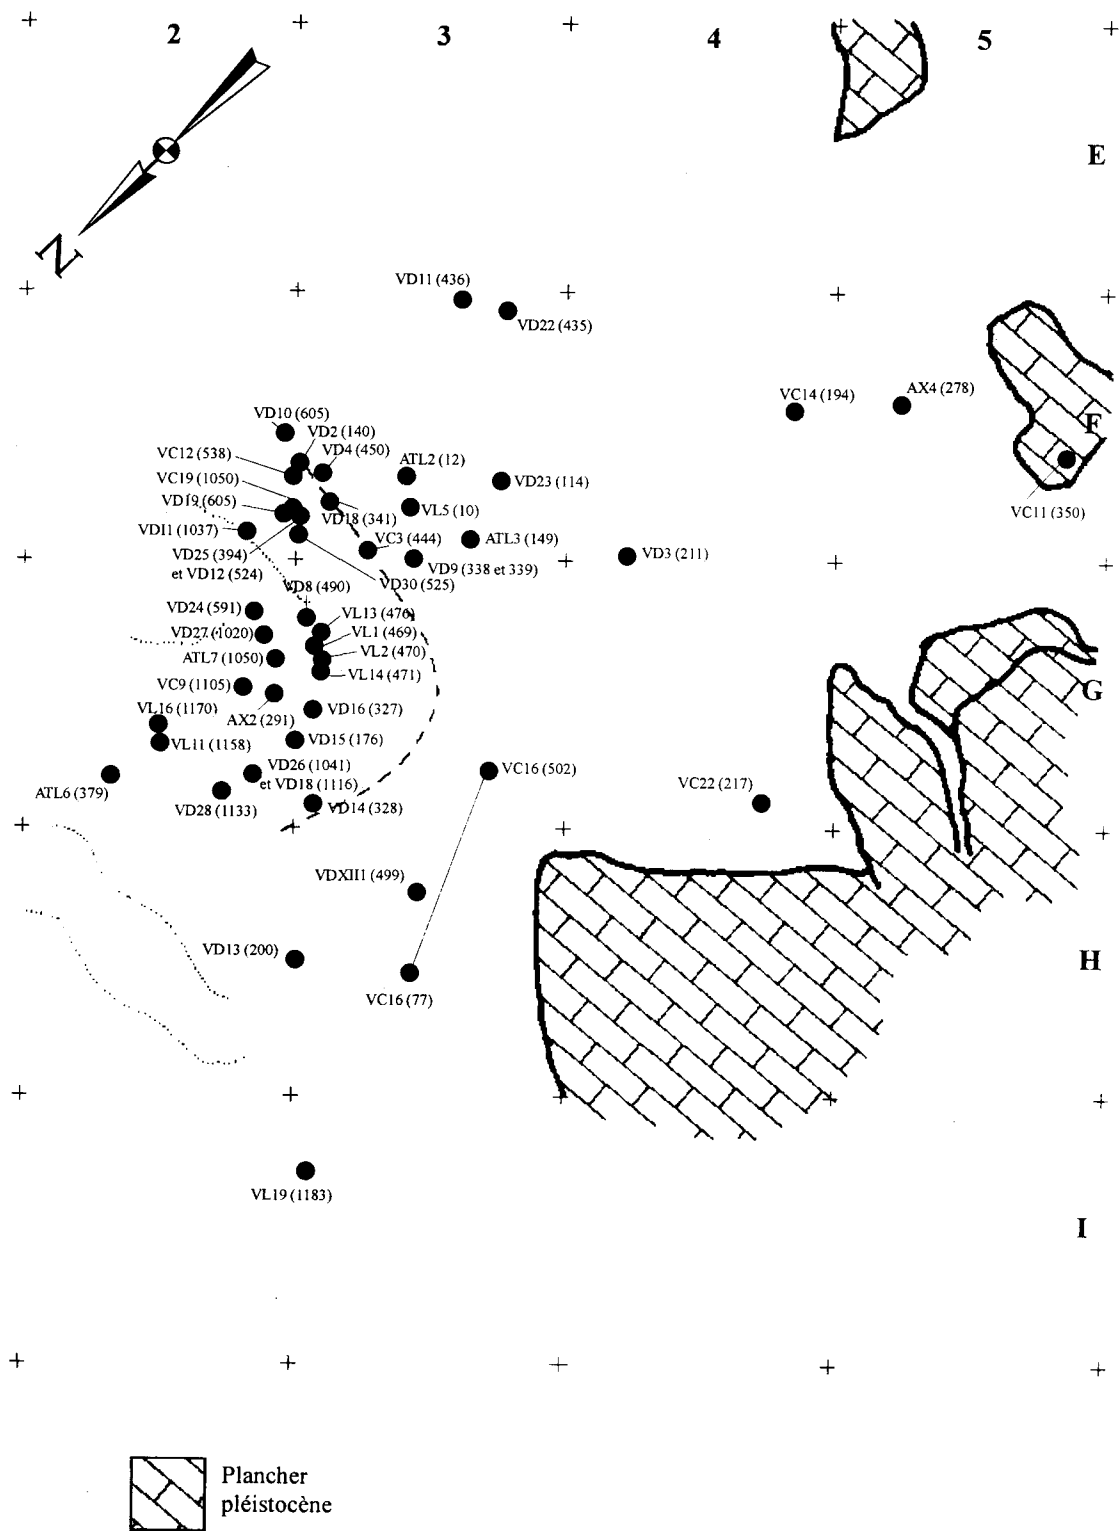 2
3
4
5
E
N
VD11 (436)
VD22 (435)
VC14 (194)
AX4 (278)
F
VD10 (605)
VD2 (140)
VD4 (450)
VC12 (538)
ATL2 (12)
VC19 (1050)
VD23 (114)
VD19 (605)
VL5 (10)
VD18 (341)
VC11 (350)
VD11 (1037)
ATL3 (149)
VC3 (444)
VD25 (394)
et VD12 (524)
VD9 (338 et 339)
VD3 (211)
VD30 (525)
VD8 (490)
VD24 (591)
VL13 (476)
VD27 (1020)
VL1 (469)
VL2 (470)
ATL7 (1050)
VL14 (471)
VC9 (1105)
G
VL16 (1170)
AX2 (291)
VD16 (327)
VL11 (1158)
VD15 (176)
VD26 (1041)
et VD18 (1116)
VC16 (502)
ATL6 (379)
VD28 (1133)
VD14 (328)
VC22 (217)
VDXII1 (499)
VD13 (200)
H
VC16 (77)
VL19 (1183)
I
Plancher
pléistocène